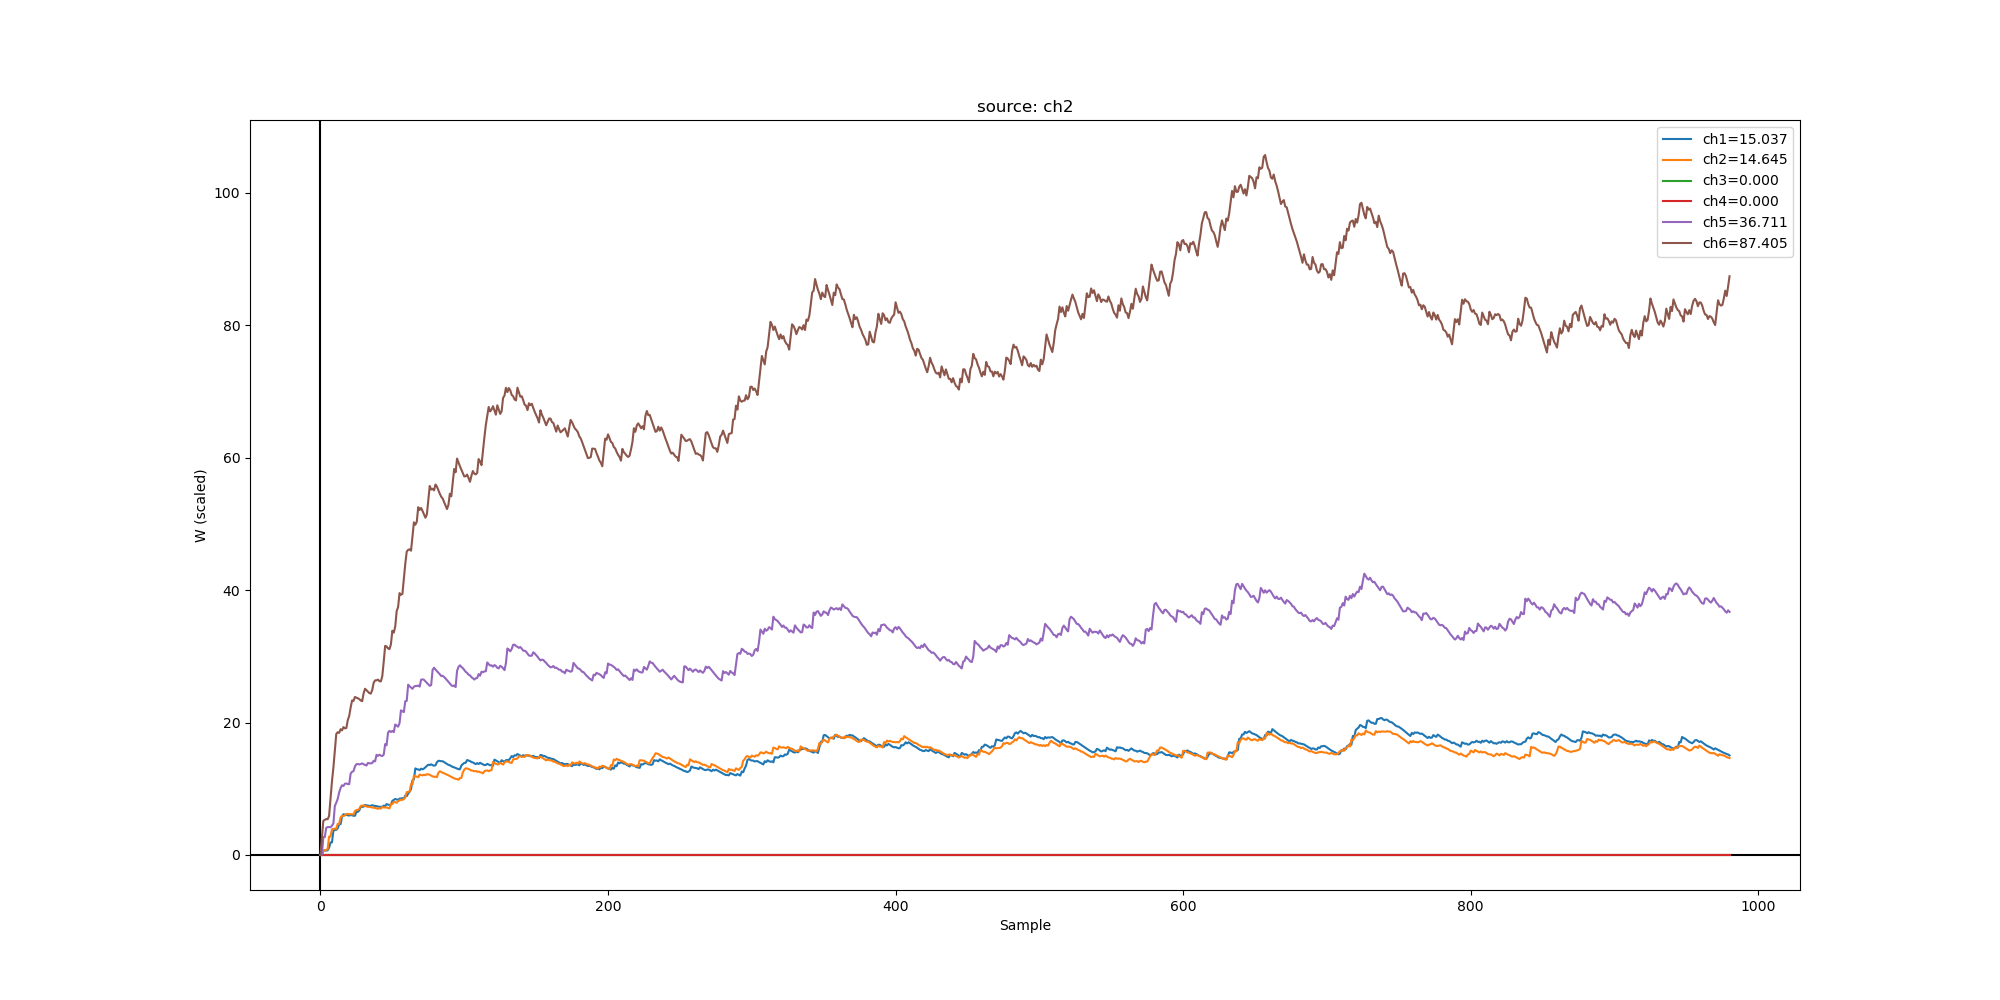 source: ch2
ch1=15.037
ch2=14.645
ch3=0.000
ch4=0.000
ch5=36.711
ch6=87.405
100
80
60
40
20
0
W (scaled)
0 200 400 600 800 1000
Sample